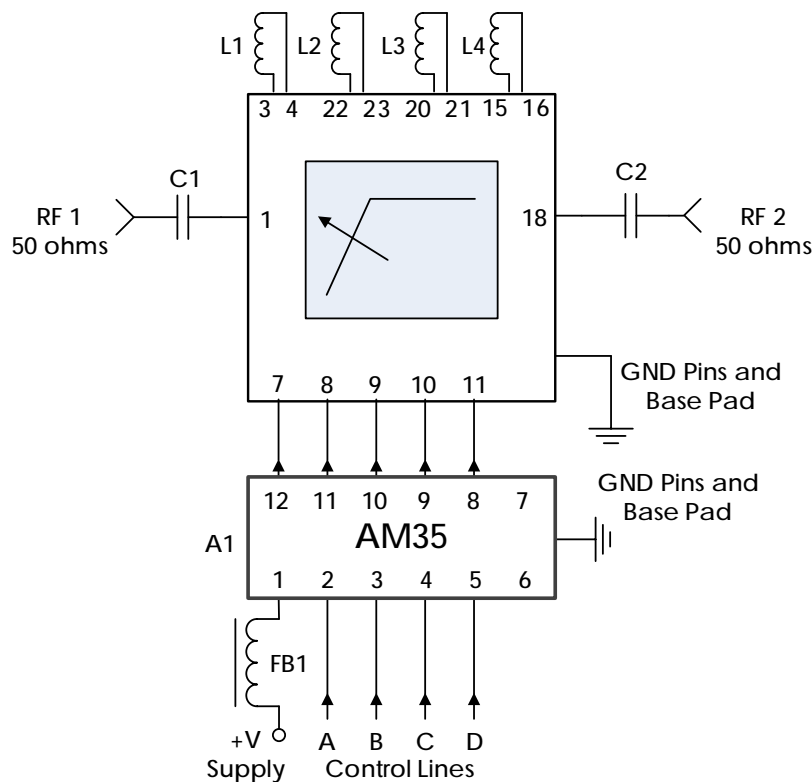 L1 L2 L3 L4
3 4 22 23 20 21 15 16
C1 C2
RF 1
50 ohms
1 18
RF 2
50 ohms
7 8 9 10 11
GND Pins and
Base Pad
12 11 10 9 8 7
A1 AM35
1 2 3 4 5 6
GND Pins and
Base Pad
FB1
+V A B C D
Supply Control Lines